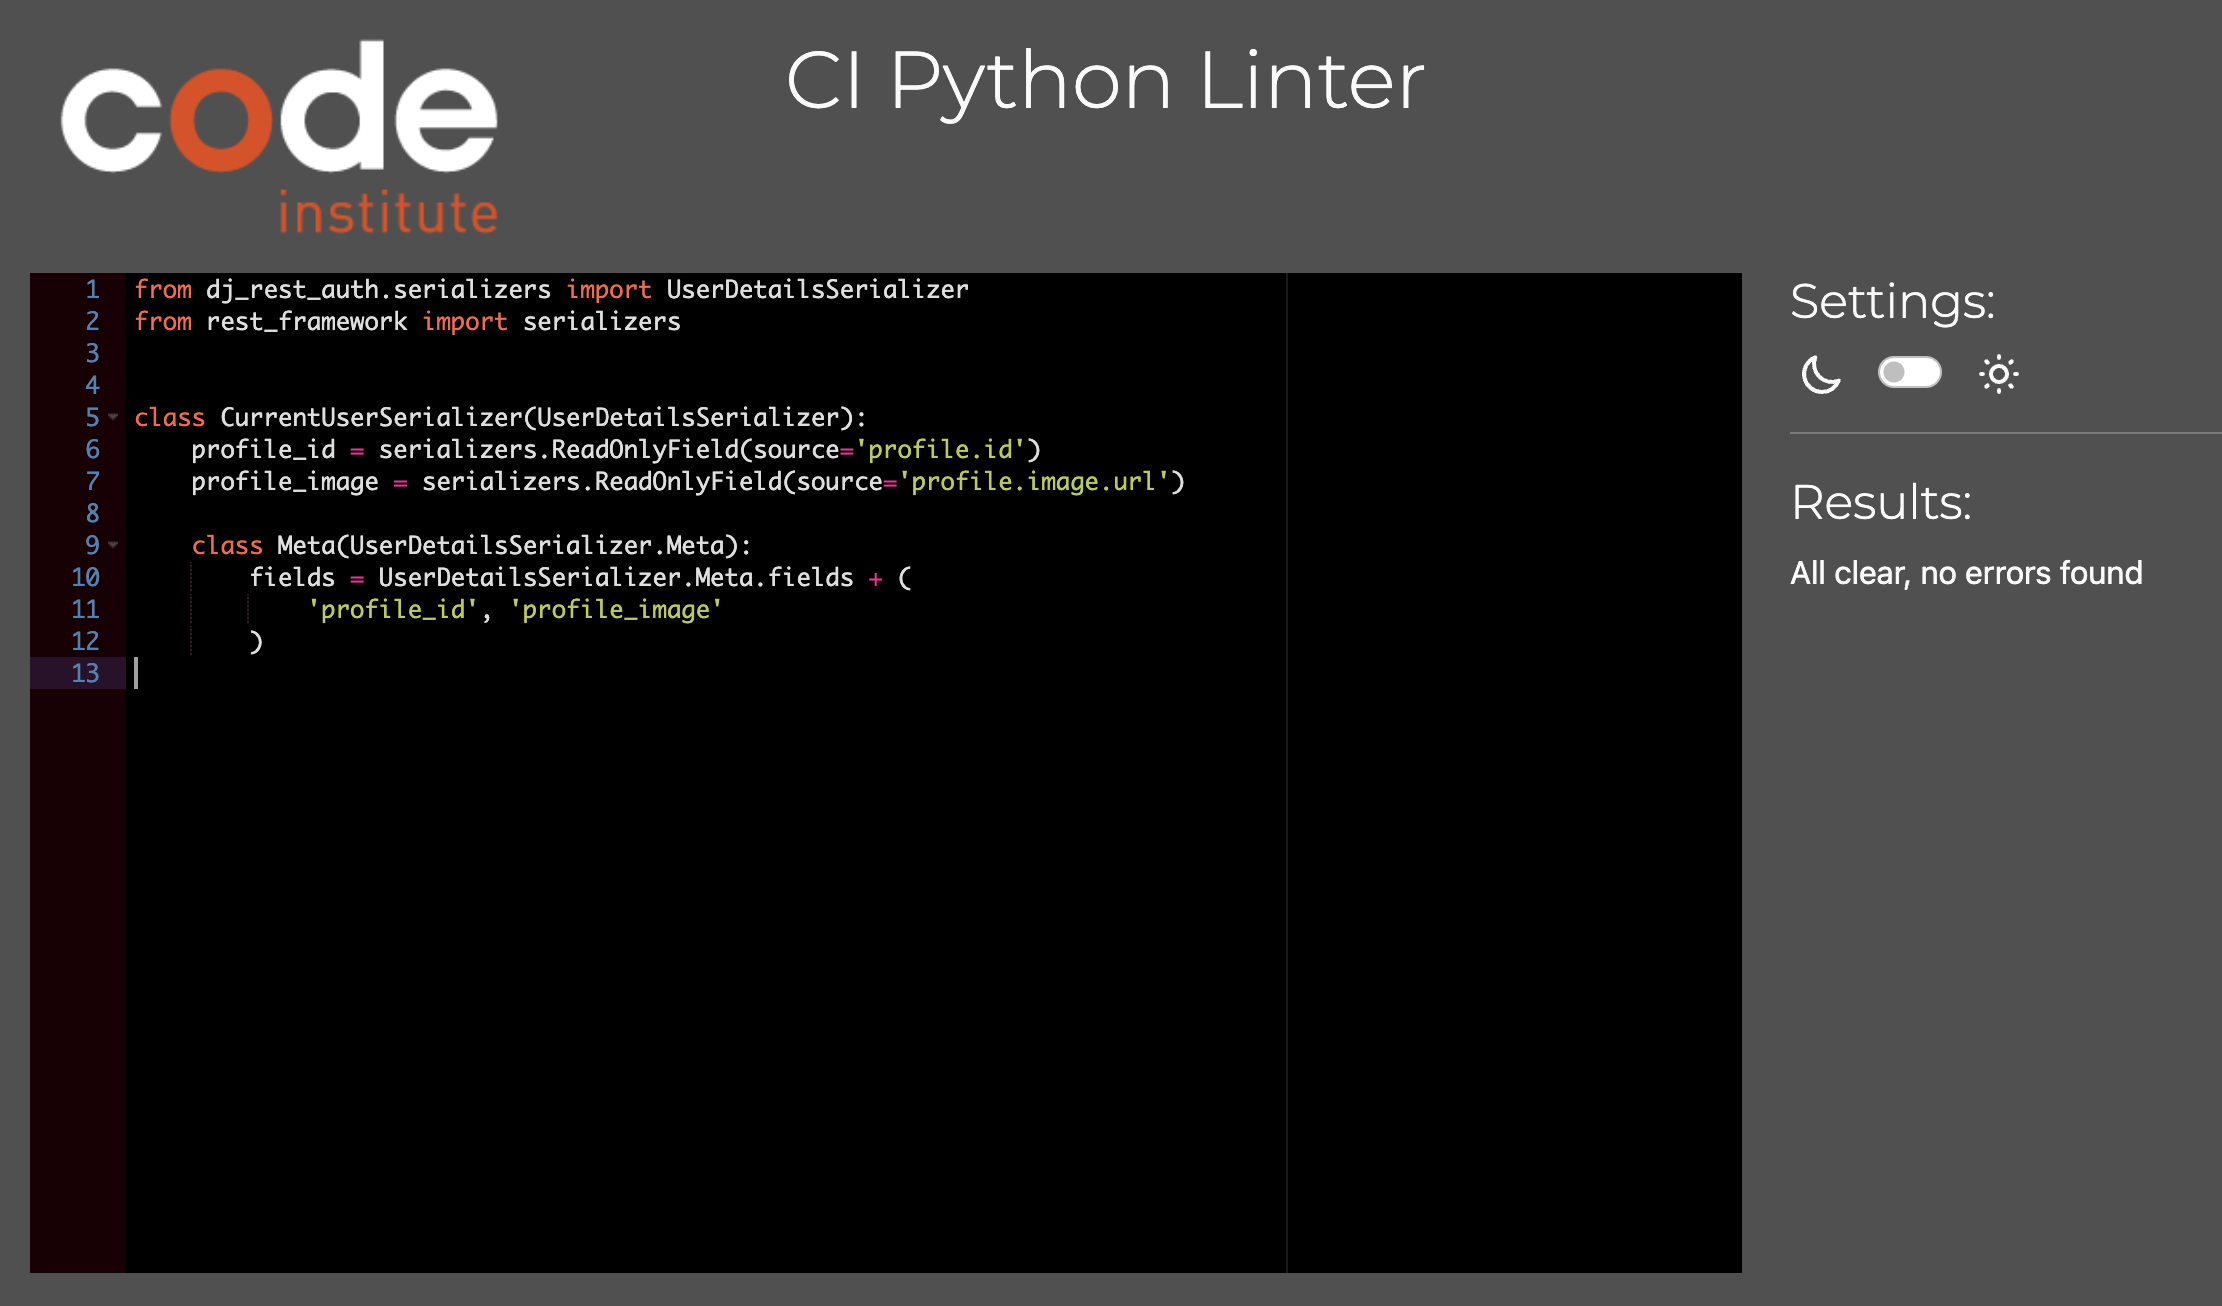 code
institute
CI Python Linter
1 from dj_rest_auth.serializers import UserDetailsSerializer
2 from rest_framework import serializers
3
4
5 class CurrentUserSerializer(UserDetailsSerializer):
6     profile_id = serializers.ReadOnlyField(source='profile.id')
7     profile_image = serializers.ReadOnlyField(source='profile.image.url')
8
9     class Meta(UserDetailsSerializer.Meta):
10         fields = UserDetailsSerializer.Meta.fields + (
11             'profile_id', 'profile_image'
12         )
13
Settings:
Results:
All clear, no errors found